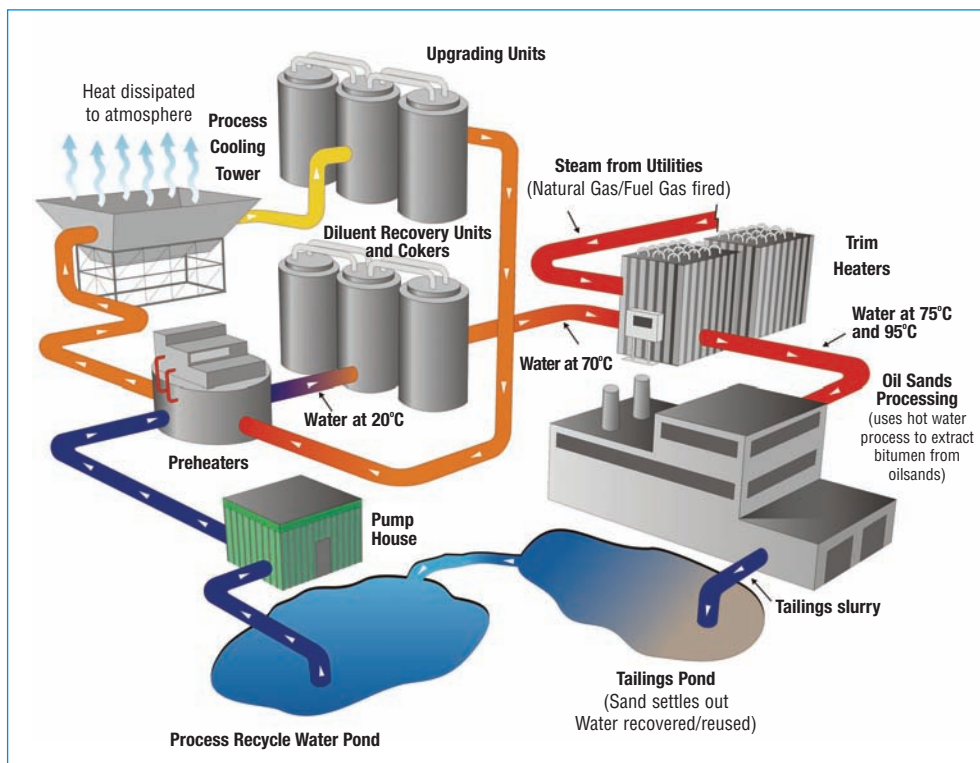 Upgrading Units
Heat dissipated
to atmosphere
Process
Cooling
Tower
Steam from Utilities
(Natural Gas/Fuel Gas fired)
Diluent Recovery Units
and Cokers
Trim
Heaters
Water at 75°C
and 95°C
Water at 70°C
Oil Sands
Processing
(uses hot water
process to extract
bitumen from
oilsands)
Water at 20°C
Preheaters
Pump
House
Tailings slurry
Tailings Pond
(Sand settles out
Water recovered/reused)
Process Recycle Water Pond